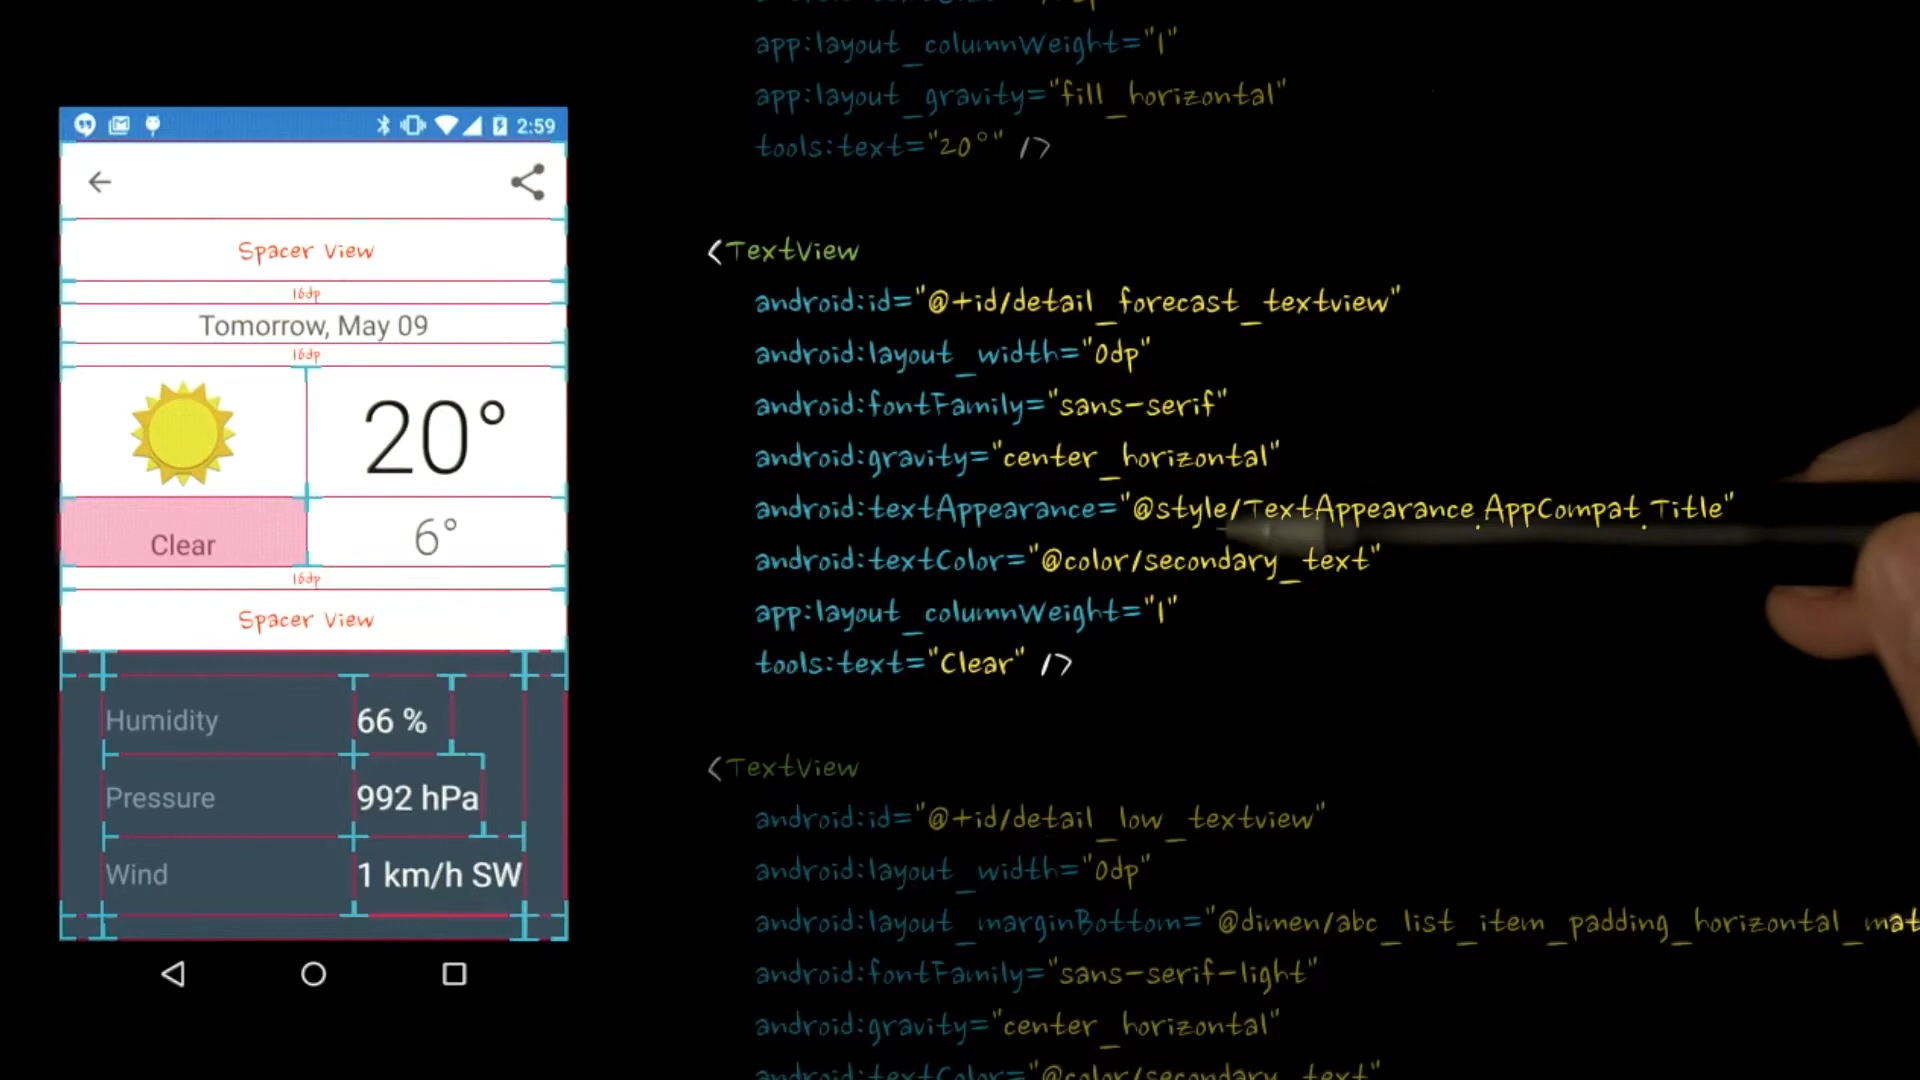 2:59
Spacer View
16dp
Tomorrow, May 09
16dp
20°
Clear
6°
16dp
Spacer View
Humidity 66 %
Pressure 992 hPa
Wind 1 km/h SW
app:layout_columnWeight="1"
app:layout_gravity="fill_horizontal"
tools:text="20°" />
<TextView
android:id="@+id/detail_forecast_textview"
android:layout_width="0dp"
android:fontFamily="sans-serif"
android:gravity="center_horizontal"
android:textAppearance="@style/TextAppearance.AppCompat.Title"
android:textColor="@color/secondary_text"
app:layout_columnWeight="1"
tools:text="Clear" />
<TextView
android:id="@+id/detail_low_textview"
android:layout_width="0dp"
android:layout_marginBottom="@dimen/abc_list_item_padding_horizontal_mat
android:fontFamily="sans-serif-light"
android:gravity="center_horizontal"
android:textColor="@color/secondary_text"